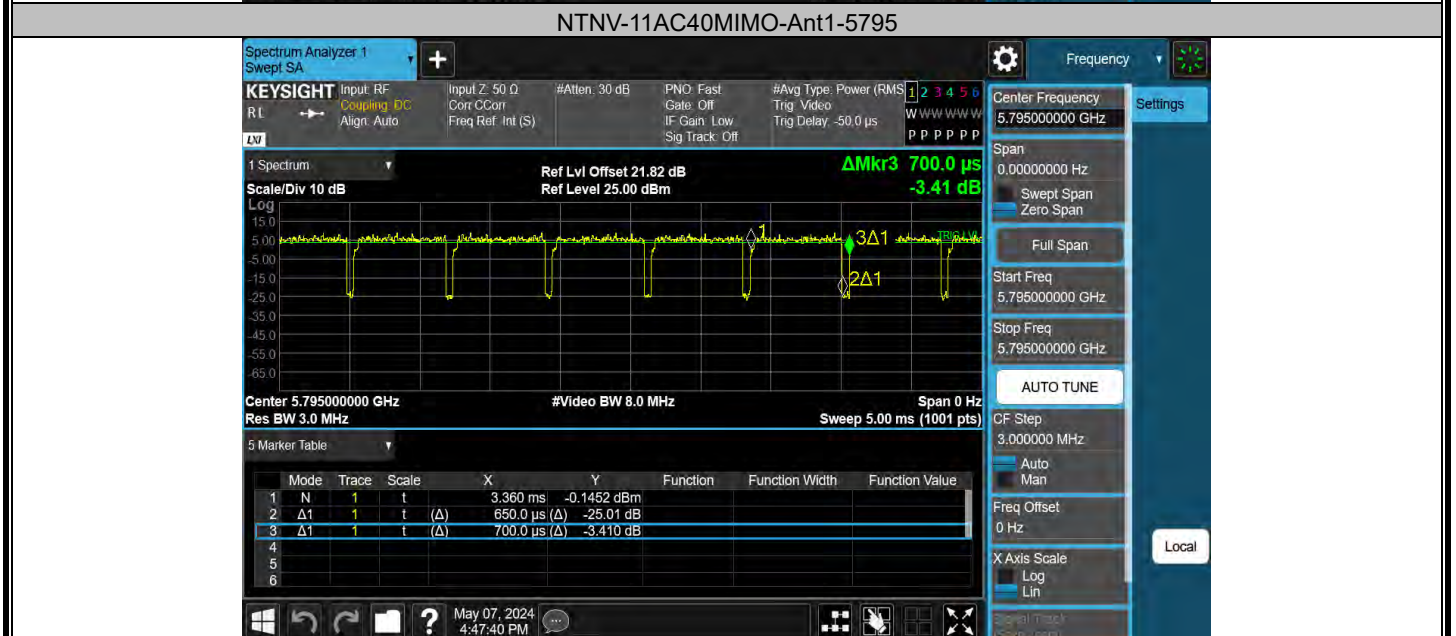 NTNV-11AC40MIMO-Ant1-5795
Spectrum Analyzer 1
Swept SA
+
Frequency
KEYSIGHT
RL
LXI
Input: RF
Coupling: DC
Align: Auto
Input Z: 50 Ω
Corr CCorr
Freq Ref: Int (S)
#Atten: 30 dB
PNO: Fast
Gate: Off
IF Gain: Low
Sig Track: Off
#Avg Type: Power (RMS
Trig: Video
Trig Delay: -50.0 µs
1 2 3 4 5 6
W W W W W W
P P P P P P
Center Frequency
5.795000000 GHz
Settings
1 Spectrum
Scale/Div 10 dB
Ref Lvl Offset 21.82 dB
Ref Level 25.00 dBm
ΔMkr3 700.0 µs
-3.41 dB
Span
0.00000000 Hz
Swept Span
Zero Span
Full Span
Log
15.0
5.00
-5.00
-15.0
-25.0
-35.0
-45.0
-55.0
-65.0
1
3Δ1
2Δ1
TRIG LVL
Start Freq
5.795000000 GHz
Stop Freq
5.795000000 GHz
AUTO TUNE
Center 5.795000000 GHz
Res BW 3.0 MHz
#Video BW 8.0 MHz
Span 0 Hz
Sweep 5.00 ms (1001 pts)
CF Step
3.000000 MHz
Auto
Man
5 Marker Table
Mode Trace Scale X Y Function Function Width Function Value
1 N 1 t 3.360 ms -0.1452 dBm
2 Δ1 1 t (Δ) 650.0 µs (Δ) -25.01 dB
3 Δ1 1 t (Δ) 700.0 µs (Δ) -3.410 dB
4
5
6
Freq Offset
0 Hz
X Axis Scale
Log
Lin
Local
?
May 07, 2024
4:47:40 PM
Signal Track